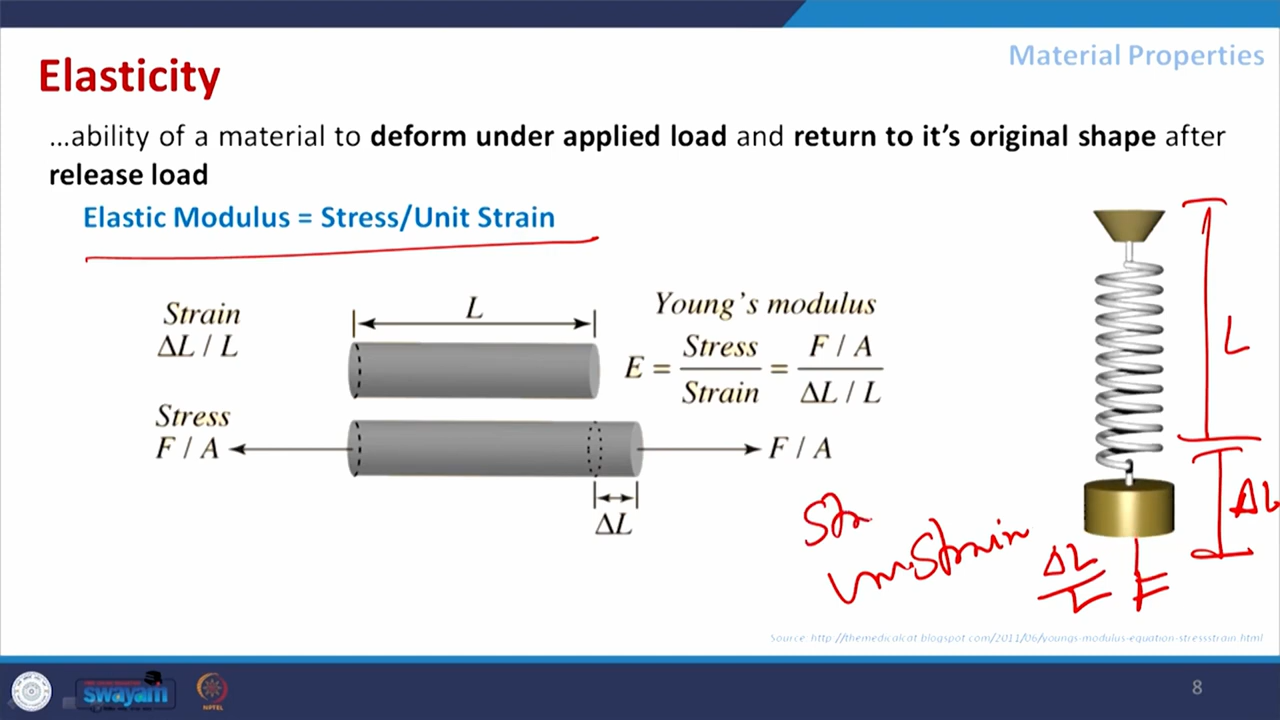 Material Properties
Elasticity
...ability of a material to deform under applied load and return to it's original shape after
release load
Elastic Modulus = Stress/Unit Strain
Strain
ΔL / L
L
Young's modulus
E = Stress / Strain = F / A / ΔL / L
Stress
F / A
F / A
ΔL
L
ΔL
Strain
ΔL
L
F
Source: http://themedicalcat.blogspot.com/2011/06/youngs-modulus-equation-stressstrain.html
swayam
8